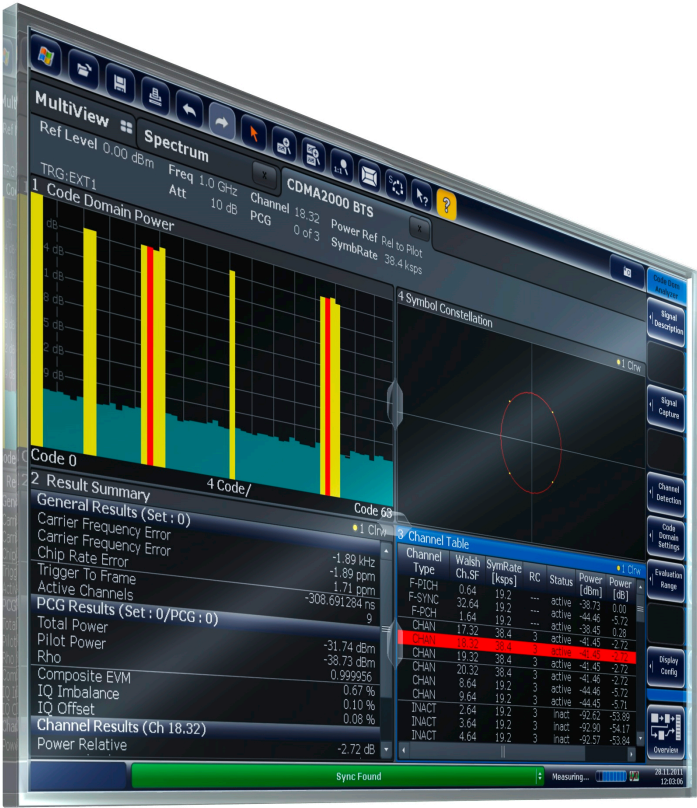 MultiView
Spectrum
x
CDMA2000 BTS
x
Ref Level 0.00 dBm
Freq 1.0 GHz
Channel 18.32
Power Ref Rel to Pilot
Att 10 dB
PCG 0 of 3
SymbRate 38.4 ksps
TRG:EXT1
1 Code Domain Power
Code 0
4 Code/
Code 63
4 Symbol Constellation
1 Clrw
2 Result Summary
1 Clrw
General Results (Set : 0)
Carrier Frequency Error -1.89 kHz
Carrier Frequency Error -1.89 ppm
Chip Rate Error 1.71 ppm
Trigger To Frame -308.691284 ns
Active Channels 9
PCG Results (Set : 0/PCG : 0)
Total Power -31.74 dBm
Pilot Power -38.73 dBm
Rho 0.999956
Composite EVM 0.67 %
IQ Imbalance 0.10 %
IQ Offset 0.08 %
Channel Results (Ch 18.32)
Power Relative -2.72 dB
3 Channel Table
1 Clrw
Channel Type Walsh Ch.SF SymRate [ksps] RC Status Power [dBm] Power [dB]
F-PICH 0.64 19.2 --- active -38.73 0.00
F-SYNC 32.64 19.2 --- active -44.46 -5.72
F-PCH 1.64 19.2 --- active -38.45 0.28
CHAN 17.32 38.4 3 active -41.45 -2.72
CHAN 18.32 38.4 3 active -41.45 -2.72
CHAN 19.32 38.4 3 active -41.45 -2.72
CHAN 20.32 38.4 3 active -41.46 -2.72
CHAN 8.64 19.2 3 active -44.46 -5.72
CHAN 9.64 19.2 3 active -44.45 -5.71
INACT 2.64 19.2 3 inact -92.62 -53.89
INACT 3.64 19.2 3 inact -92.90 -54.17
INACT 4.64 19.2 3 inact -92.57 -53.84
Code Dom
Analyzer
Signal
Description
Signal
Capture
Channel
Detection
Code
Domain
Settings
Evaluation
Range
Display
Config
Overview
Sync Found
Measuring...
28.11.2011
12:03:06